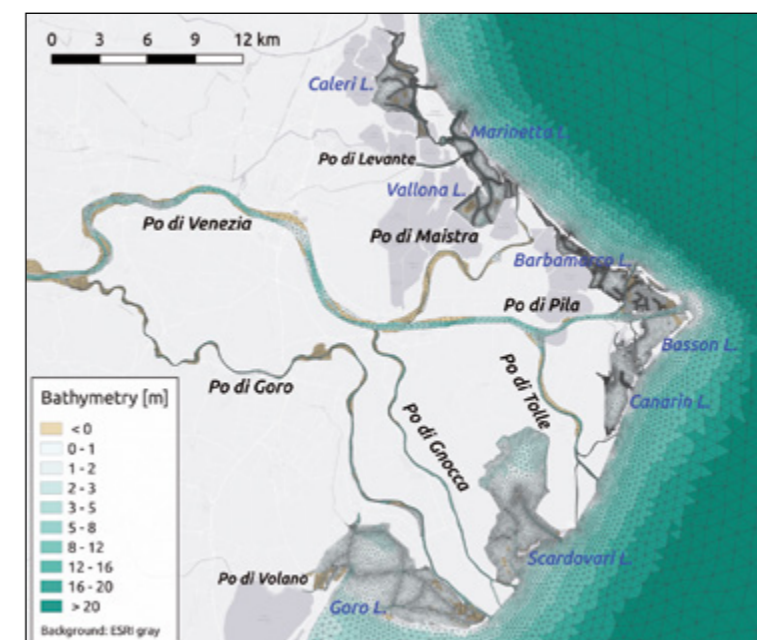 0 3 6 9 12 km
Caleri L.
Marinetta L.
Po di Levante
Vallona L.
Po di Venezia
Po di Maistra
Barbamarco L.
Po di Pila
Basson L.
Po di Goro
Po di Tolle
Canarin L.
Po di Gnocca
Bathymetry [m]
< 0
0 - 1
1 - 2
2 - 3
3 - 5
5 - 8
8 - 12
12 - 16
16 - 20
> 20
Background: ESRI gray
Scardovari L.
Po di Volano
Goro L.